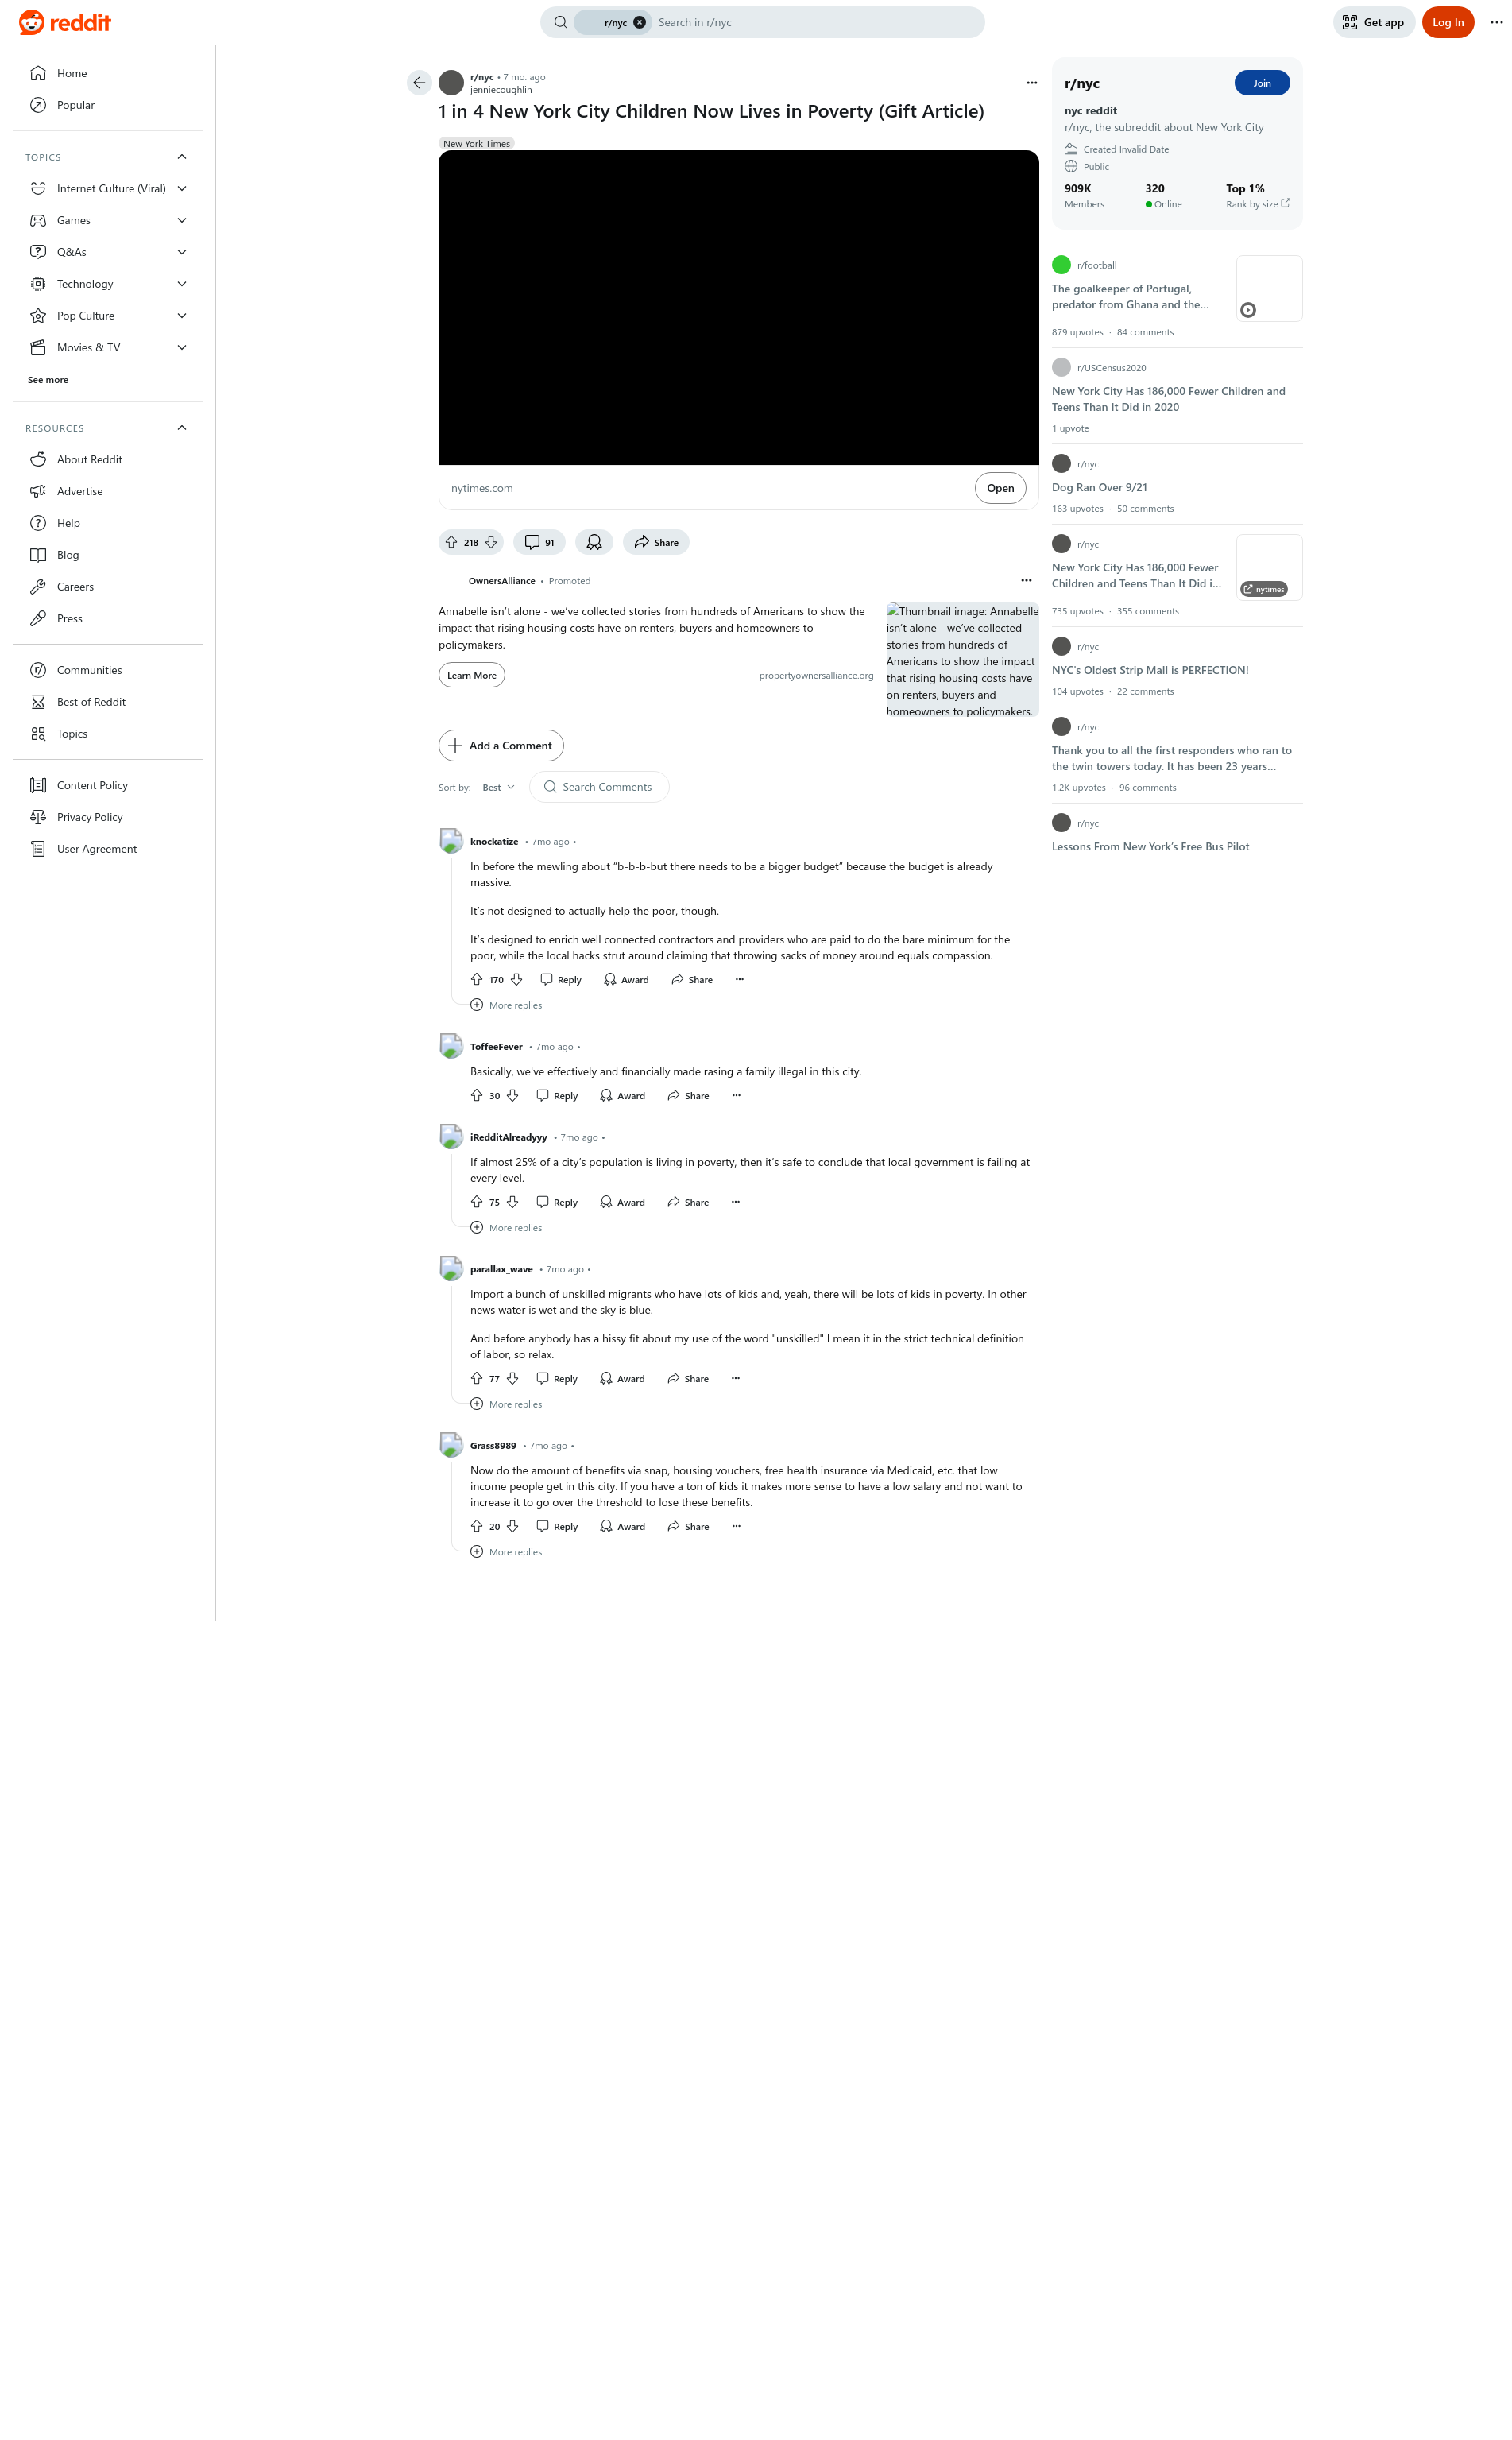 reddit
r/nyc
Search in r/nyc
Get app
Log In
Home
Popular
TOPICS
Internet Culture (Viral)
Games
Q&As
Technology
Pop Culture
Movies & TV
See more
RESOURCES
About Reddit
Advertise
Help
Blog
Careers
Press
Communities
Best of Reddit
Topics
Content Policy
Privacy Policy
User Agreement
r/nyc • 7 mo. ago
jenniecoughlin
1 in 4 New York City Children Now Lives in Poverty (Gift Article)
New York Times
nytimes.com
Open
218
91
Share
OwnersAlliance • Promoted
Annabelle isn't alone - we've collected stories from hundreds of Americans to show the
impact that rising housing costs have on renters, buyers and homeowners to
policymakers.
Learn More
propertyownersalliance.org
Thumbnail image: Annabelle
isn't alone - we've collected
stories from hundreds of
Americans to show the impact
that rising housing costs have
on renters, buyers and
homeowners to policymakers.
Add a Comment
Sort by:
Best
Search Comments
knockatize • 7mo ago •
In before the mewling about "b-b-b-but there needs to be a bigger budget" because the budget is already
massive.
It's not designed to actually help the poor, though.
It's designed to enrich well connected contractors and providers who are paid to do the bare minimum for the
poor, while the local hacks strut around claiming that throwing sacks of money around equals compassion.
170
Reply
Award
Share
More replies
ToffeeFever • 7mo ago •
Basically, we've effectively and financially made rasing a family illegal in this city.
30
Reply
Award
Share
iRedditAlreadyyy • 7mo ago •
If almost 25% of a city's population is living in poverty, then it's safe to conclude that local government is failing at
every level.
75
Reply
Award
Share
More replies
parallax_wave • 7mo ago •
Import a bunch of unskilled migrants who have lots of kids and, yeah, there will be lots of kids in poverty. In other
news water is wet and the sky is blue.
And before anybody has a hissy fit about my use of the word "unskilled" I mean it in the strict technical definition
of labor, so relax.
77
Reply
Award
Share
More replies
Grass8989 • 7mo ago •
Now do the amount of benefits via snap, housing vouchers, free health insurance via Medicaid, etc. that low
income people get in this city. If you have a ton of kids it makes more sense to have a low salary and not want to
increase it to go over the threshold to lose these benefits.
20
Reply
Award
Share
More replies
r/nyc
Join
nyc reddit
r/nyc, the subreddit about New York City
Created Invalid Date
Public
909K
320
Top 1%
Members
Online
Rank by size
r/football
The goalkeeper of Portugal,
predator from Ghana and the...
879 upvotes · 84 comments
r/USCensus2020
New York City Has 186,000 Fewer Children and
Teens Than It Did in 2020
1 upvote
r/nyc
Dog Ran Over 9/21
163 upvotes · 50 comments
r/nyc
New York City Has 186,000 Fewer
Children and Teens Than It Did i...
nytimes
735 upvotes · 355 comments
r/nyc
NYC's Oldest Strip Mall is PERFECTION!
104 upvotes · 22 comments
r/nyc
Thank you to all the first responders who ran to
the twin towers today. It has been 23 years...
1.2K upvotes · 96 comments
r/nyc
Lessons From New York's Free Bus Pilot